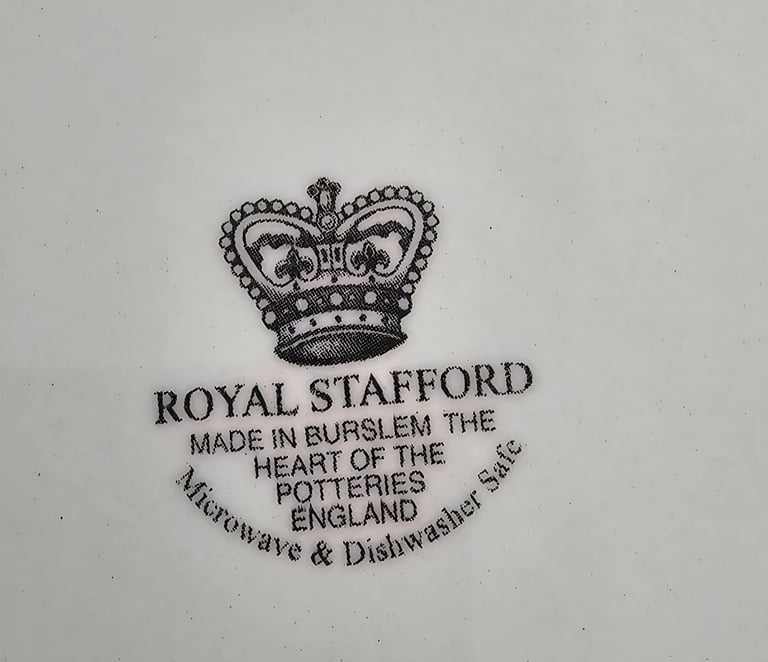 ROYAL STAFFORD
MADE IN BURSLEM THE
HEART OF THE
POTTERIES
ENGLAND
Microwave & Dishwasher Safe